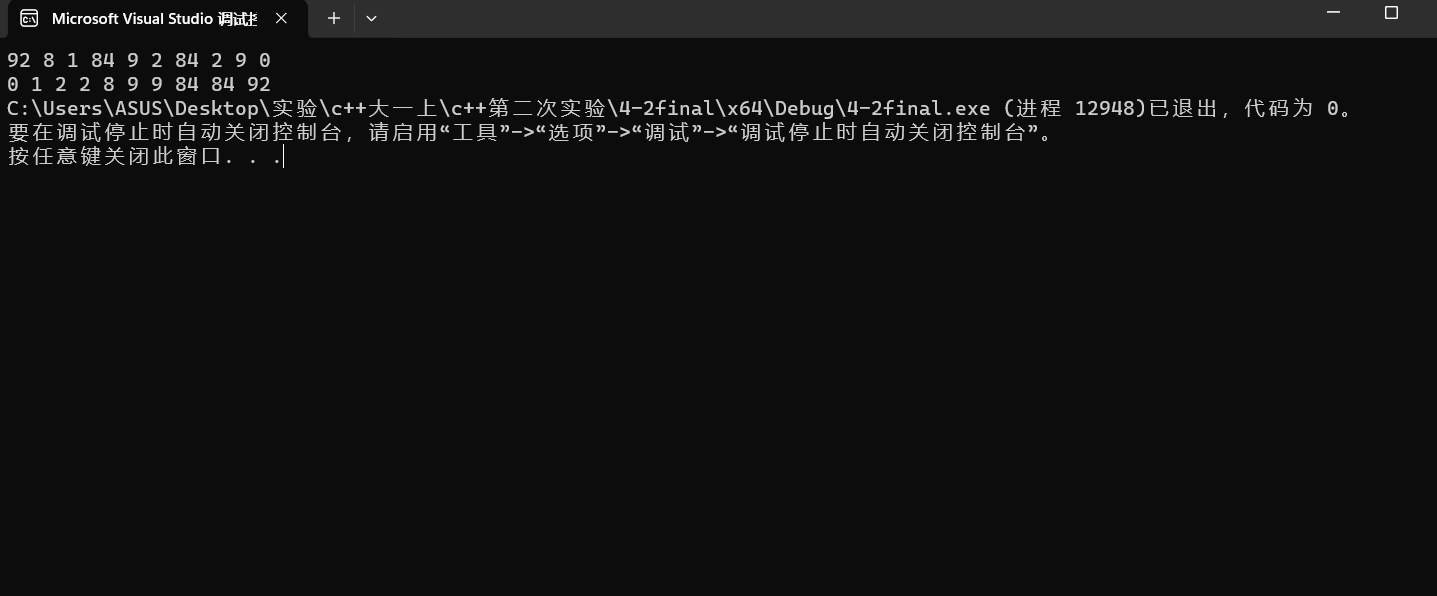 Microsoft Visual Studio 调试
92 8 1 84 9 2 84 2 9 0
0 1 2 2 8 9 9 84 84 92
C:\Users\ASUS\Desktop\实验\c++大一上\c++第二次实验\4-2final\x64\Debug\4-2final.exe (进程 12948)已退出，代码为 0。
要在调试停止时自动关闭控制台，请启用“工具”->“选项”->“调试”->“调试停止时自动关闭控制台”。
按任意键关闭此窗口. . .